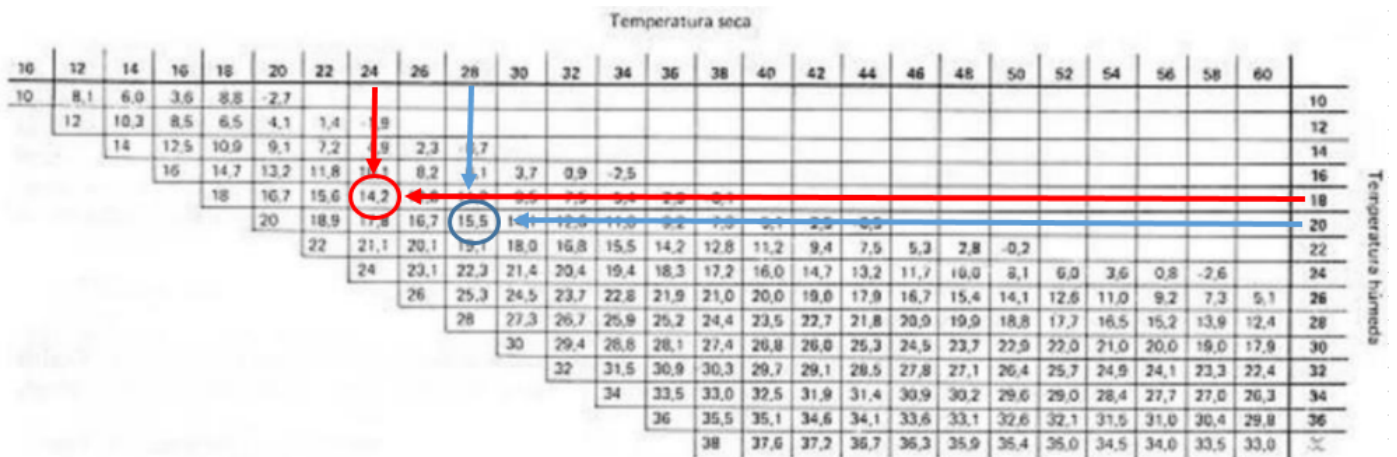 Temperatura seca
10 12 14 16 18 20 22 24 26 28 30 32 34 36 38 40 42 44 46 48 50 52 54 56 58 60
10 8,1 6,0 3,6 8,8 -2,7 10
12 10,3 8,5 6,5 4,1 1,4 12
14 12,5 10,9 9,1 7,2 2,3 14
16 14,7 13,2 11,8 8,2 3,7 0,9 -2,5 16
18 16,7 15,6 14,2 18
20 18,9 17,8 16,7 15,5 20
22 21,1 20,1 19,1 18,0 16,8 15,5 14,2 12,8 11,2 9,4 7,5 5,3 2,8 -0,2 22
24 23,1 22,3 21,4 20,4 19,4 18,3 17,2 16,0 14,7 13,2 11,7 10,0 8,1 6,0 3,6 0,8 -2,6 24
26 25,3 24,5 23,7 22,8 21,9 21,0 20,0 19,0 17,9 16,7 15,4 14,1 12,6 11,0 9,2 7,3 5,1 26
28 27,3 26,7 25,9 25,2 24,4 23,5 22,7 21,8 20,9 19,9 18,8 17,7 16,5 15,2 13,9 12,4 28
30 29,4 28,8 28,1 27,4 26,8 26,0 25,3 24,5 23,7 22,9 22,0 21,0 20,0 19,0 17,9 30
32 31,5 30,9 30,3 29,7 29,1 28,5 27,8 27,1 26,4 25,7 24,9 24,1 23,3 22,4 32
34 33,5 33,0 32,5 31,9 31,4 30,9 30,2 29,6 29,0 28,4 27,7 27,0 26,3 34
36 35,5 35,1 34,6 34,1 33,6 33,1 32,6 32,1 31,5 31,0 30,4 29,8 36
38 37,6 37,2 36,7 36,3 35,9 35,4 35,0 34,5 34,0 33,5 33,0
Temperatura húmeda